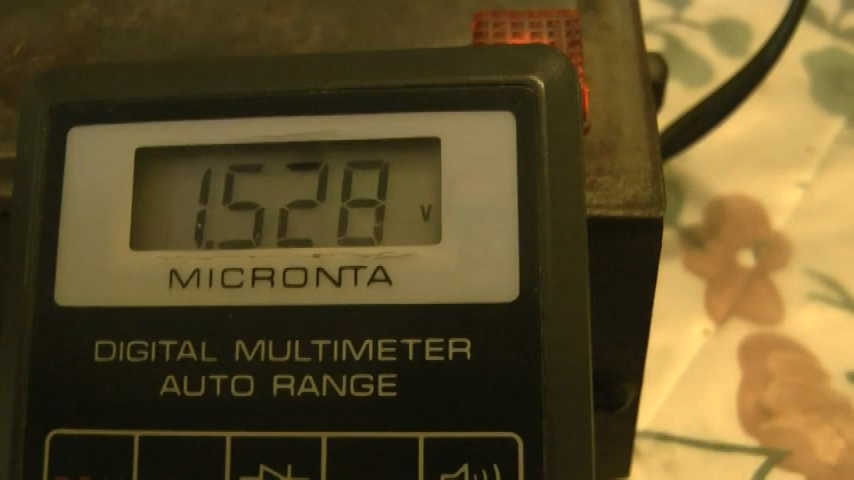 1.528 V
MICRONTA
DIGITAL MULTIMETER
AUTO RANGE